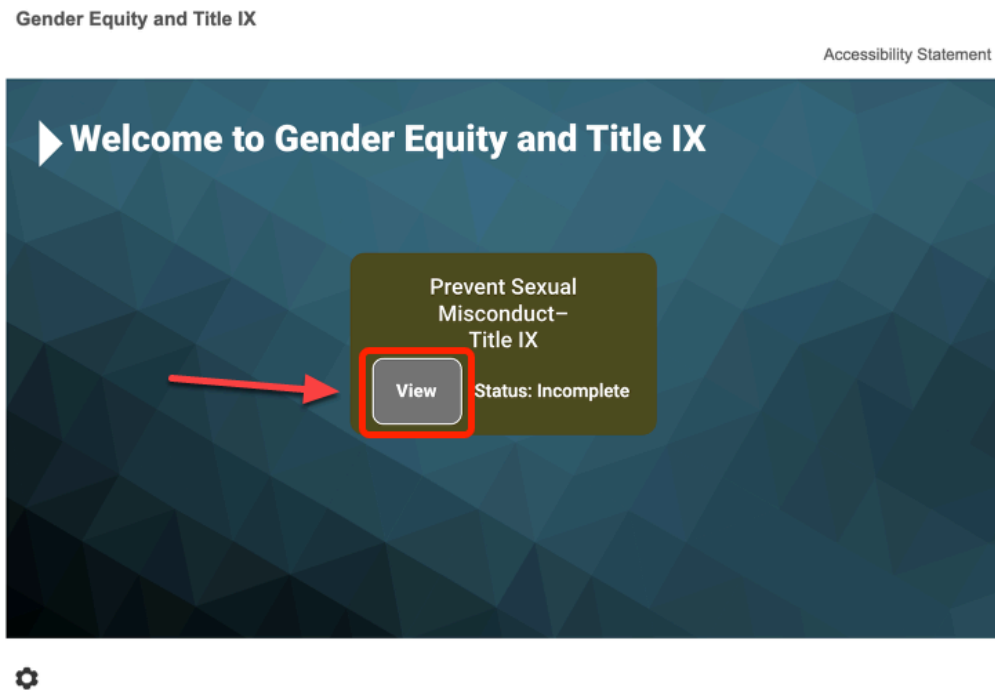 Gender Equity and Title IX
Accessibility Statement
Welcome to Gender Equity and Title IX
Prevent Sexual
Misconduct–
Title IX
View
Status: Incomplete